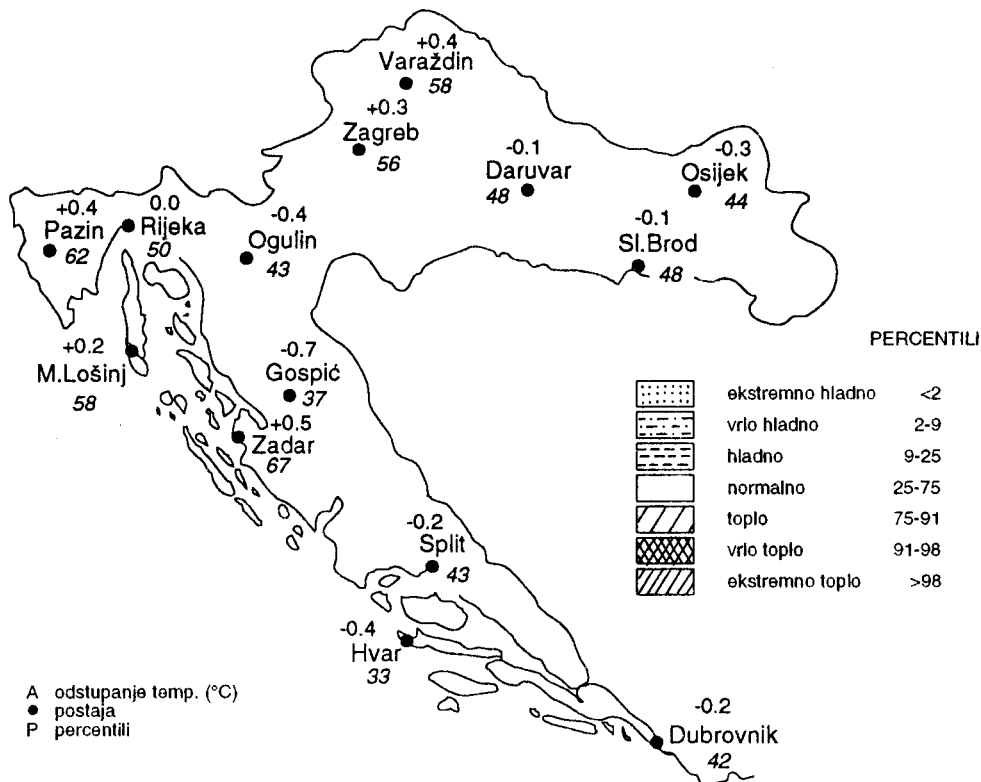 +0.4
Varaždin
58
+0.3
Zagreb
56
-0.1
Daruvar
48
-0.3
Osijek
44
-0.1
Sl.Brod
48
+0.4
Pazin
62
0.0
Rijeka
50
-0.4
Ogulin
43
+0.2
M.Lošinj
58
-0.7
Gospić
37
+0.5
Zadar
67
-0.2
Split
43
-0.4
Hvar
33
-0.2
Dubrovnik
42
PERCENTILI
ekstremno hladno <2
vrlo hladno 2-9
hladno 9-25
normalno 25-75
toplo 75-91
vrlo toplo 91-98
ekstremno toplo >98
A odstupanje temp. (°C)
● postaja
P percentili